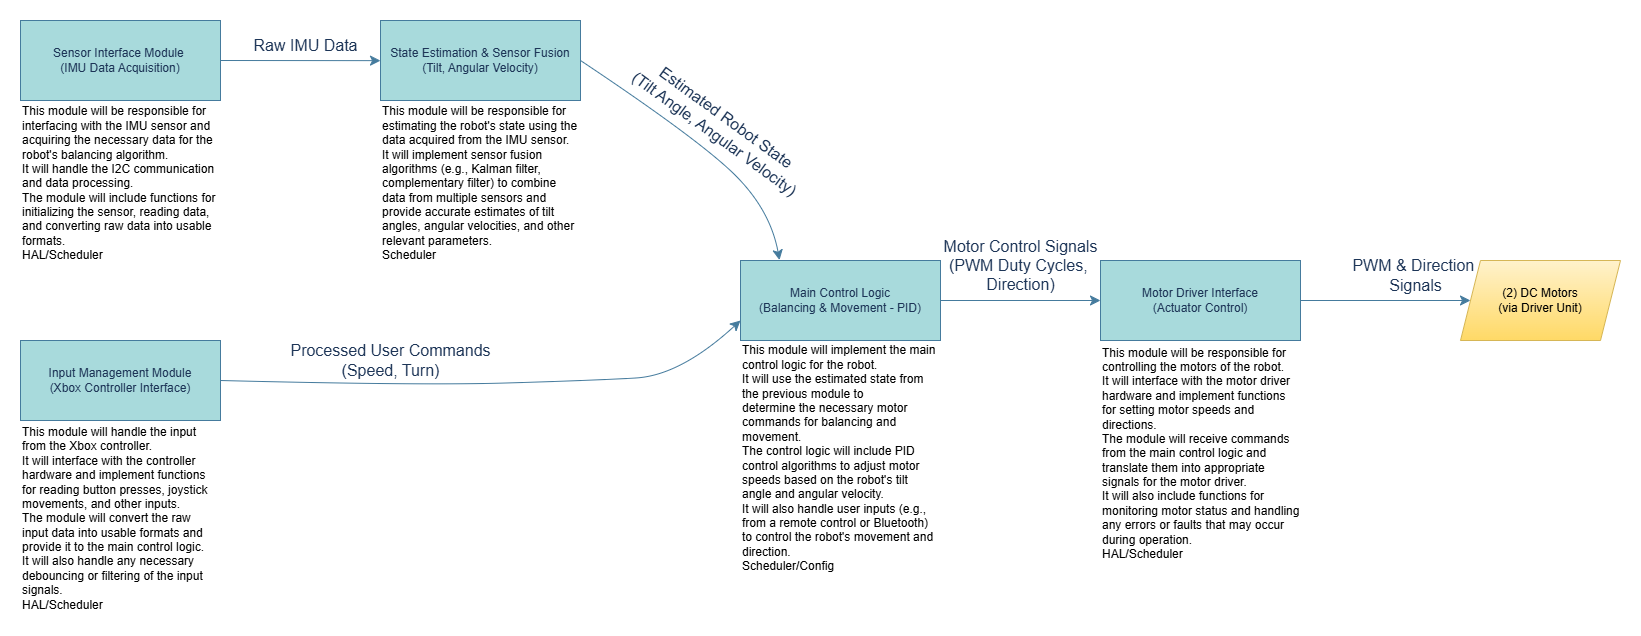 Sensor Interface Module
(IMU Data Acquisition)
This module will be responsible for
interfacing with the IMU sensor and
acquiring the necessary data for the
robot's balancing algorithm.
It will handle the I2C communication
and data processing.
The module will include functions for
initializing the sensor, reading data,
and converting raw data into usable
formats.
HAL/Scheduler
Raw IMU Data
State Estimation & Sensor Fusion
(Tilt, Angular Velocity)
This module will be responsible for
estimating the robot's state using the
data acquired from the IMU sensor.
It will implement sensor fusion
algorithms (e.g., Kalman filter,
complementary filter) to combine
data from multiple sensors and
provide accurate estimates of tilt
angles, angular velocities, and other
relevant parameters.
Scheduler
Estimated Robot State
(Tilt Angle, Angular Velocity)
Input Management Module
(Xbox Controller Interface)
This module will handle the input
from the Xbox controller.
It will interface with the controller
hardware and implement functions
for reading button presses, joystick
movements, and other inputs.
The module will convert the raw
input data into usable formats and
provide it to the main control logic.
It will also handle any necessary
debouncing or filtering of the input
signals.
HAL/Scheduler
Processed User Commands
(Speed, Turn)
Main Control Logic
(Balancing & Movement - PID)
This module will implement the main
control logic for the robot.
It will use the estimated state from
the previous module to
determine the necessary motor
commands for balancing and
movement.
The control logic will include PID
control algorithms to adjust motor
speeds based on the robot's tilt
angle and angular velocity.
It will also handle user inputs (e.g.,
from a remote control or Bluetooth)
to control the robot's movement and
direction.
Scheduler/Config
Motor Control Signals
(PWM Duty Cycles,
Direction)
Motor Driver Interface
(Actuator Control)
This module will be responsible for
controlling the motors of the robot.
It will interface with the motor driver
hardware and implement functions
for setting motor speeds and
directions.
The module will receive commands
from the main control logic and
translate them into appropriate
signals for the motor driver.
It will also include functions for
monitoring motor status and handling
any errors or faults that may occur
during operation.
HAL/Scheduler
PWM & Direction
Signals
(2) DC Motors
(via Driver Unit)